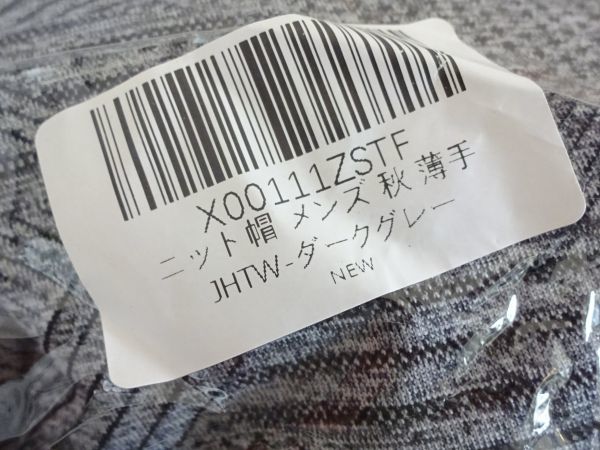 X00111ZSTF
ニット帽 メンズ 秋 薄手
JHTW-ダークグレー
NEW